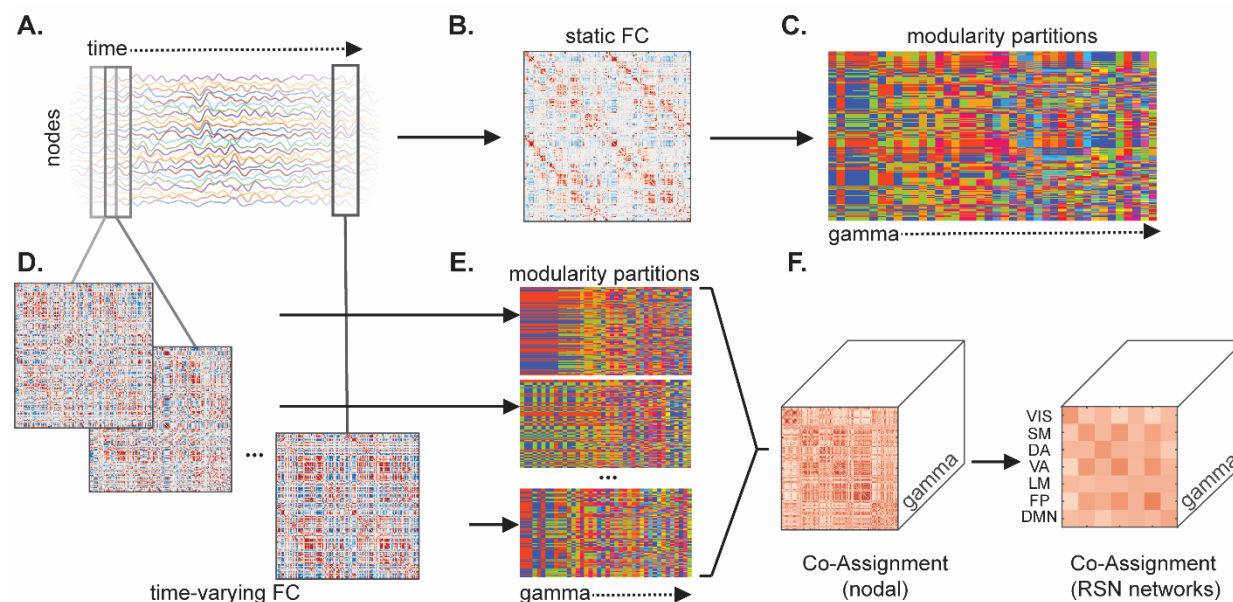 A.
time
nodes
B.
static FC
C.
modularity partitions
gamma
D.
...
time-varying FC
E.
modularity partitions
...
gamma
F.
gamma
Co-Assignment
(nodal)
VIS
SM
DA
VA
LM
FP
DMN
gamma
Co-Assignment
(RSN networks)